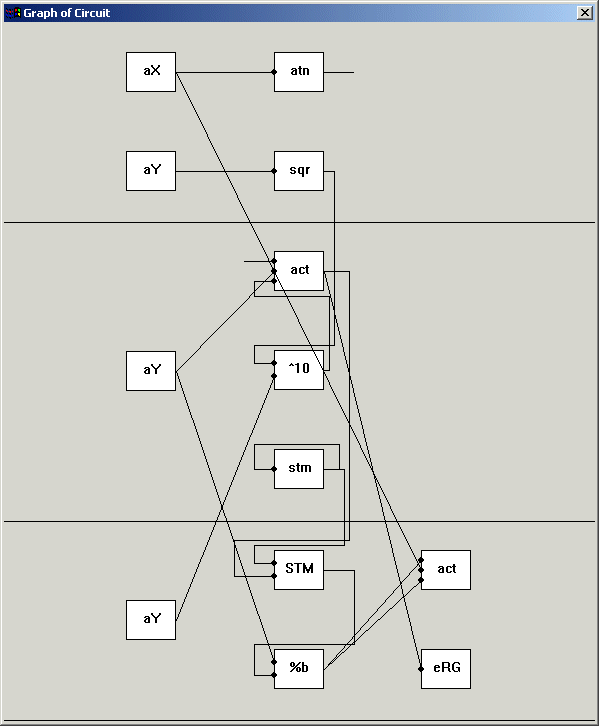 Graph of Circuit
aX
atn
aY
sqr
act
aY
^10
stm
STM
act
aY
%b
eRG